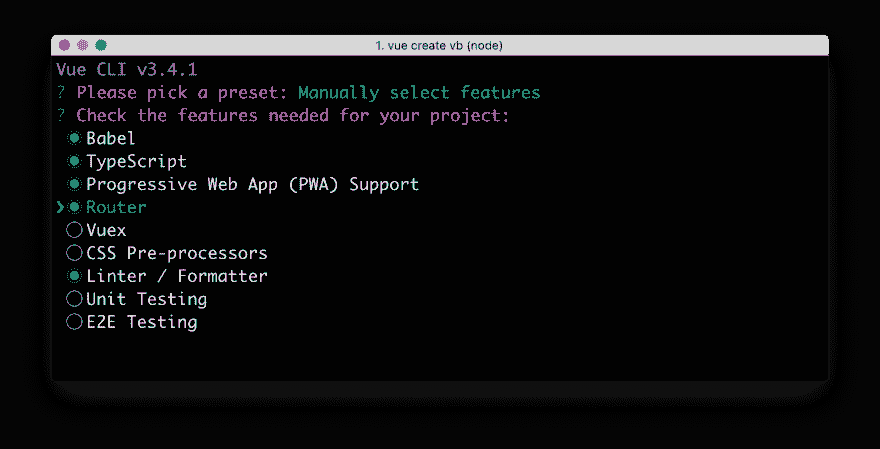 1. vue create vb (node)
Vue CLI v3.4.1
? Please pick a preset: Manually select features
? Check the features needed for your project:
◉ Babel
◉ TypeScript
◉ Progressive Web App (PWA) Support
❯◉ Router
◯ Vuex
◯ CSS Pre-processors
◉ Linter / Formatter
◯ Unit Testing
◯ E2E Testing